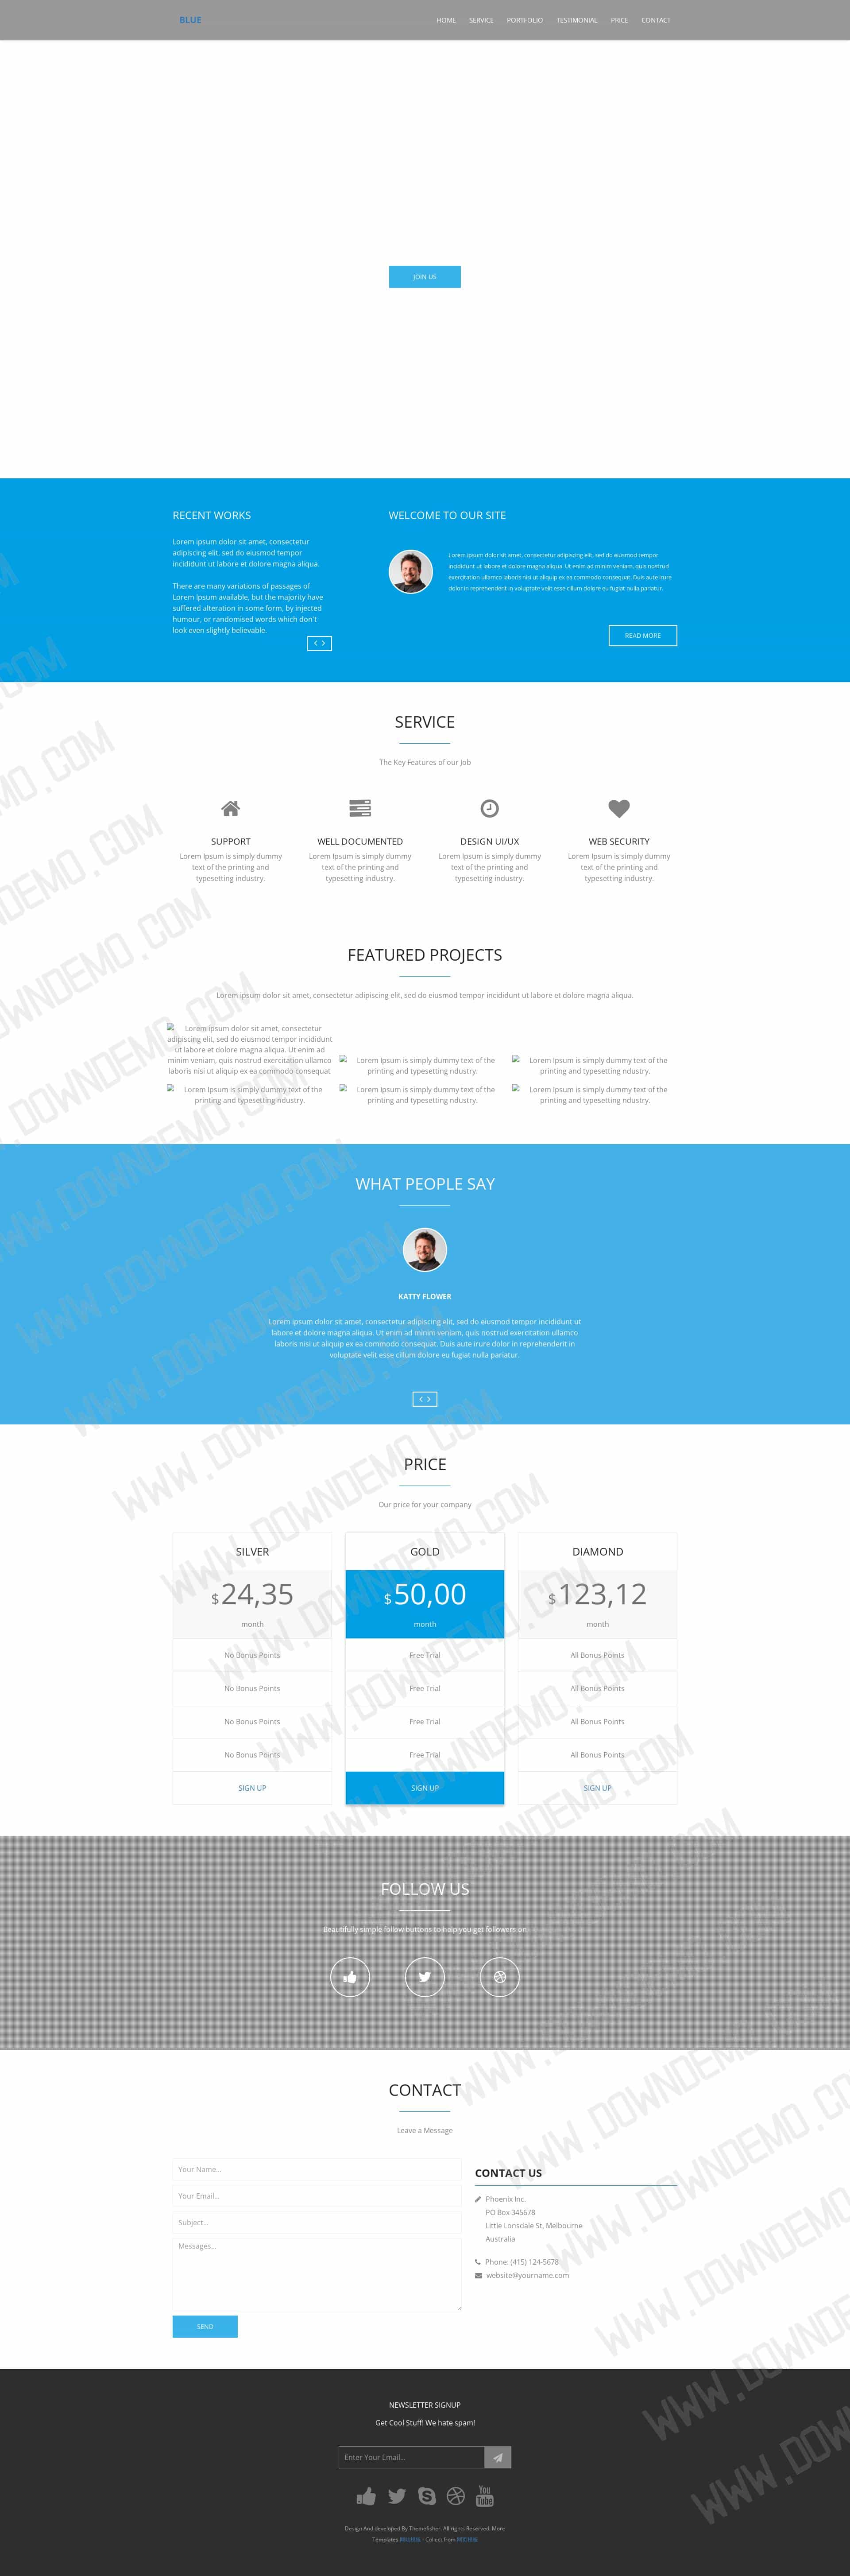 BLUE
HOME SERVICE PORTFOLIO TESTIMONIAL PRICE CONTACT
JOIN US
RECENT WORKS
Lorem ipsum dolor sit amet, consectetur
adipiscing elit, sed do eiusmod tempor
incididunt ut labore et dolore magna aliqua.
There are many variations of passages of
Lorem Ipsum available, but the majority have
suffered alteration in some form, by injected
humour, or randomised words which don't
look even slightly believable.
WELCOME TO OUR SITE
Lorem ipsum dolor sit amet, consectetur adipiscing elit, sed do eiusmod tempor
incididunt ut labore et dolore magna aliqua. Ut enim ad minim veniam, quis nostrud
exercitation ullamco laboris nisi ut aliquip ex ea commodo consequat. Duis aute irure
dolor in reprehenderit in voluptate velit esse cillum dolore eu fugiat nulla pariatur.
READ MORE
SERVICE
The Key Features of our Job
SUPPORT
Lorem Ipsum is simply dummy
text of the printing and
typesetting industry.
WELL DOCUMENTED
Lorem Ipsum is simply dummy
text of the printing and
typesetting industry.
DESIGN UI/UX
Lorem Ipsum is simply dummy
text of the printing and
typesetting industry.
WEB SECURITY
Lorem Ipsum is simply dummy
text of the printing and
typesetting industry.
FEATURED PROJECTS
Lorem ipsum dolor sit amet, consectetur adipiscing elit, sed do eiusmod tempor incididunt ut labore et dolore magna aliqua.
Lorem ipsum dolor sit amet, consectetur
adipiscing elit, sed do eiusmod tempor incididunt
ut labore et dolore magna aliqua. Ut enim ad
minim veniam, quis nostrud exercitation ullamco
laboris nisi ut aliquip ex ea commodo consequat
Lorem Ipsum is simply dummy text of the
printing and typesetting ndustry.
Lorem Ipsum is simply dummy text of the
printing and typesetting ndustry.
Lorem Ipsum is simply dummy text of the
printing and typesetting ndustry.
Lorem Ipsum is simply dummy text of the
printing and typesetting ndustry.
Lorem Ipsum is simply dummy text of the
printing and typesetting ndustry.
WHAT PEOPLE SAY
KATTY FLOWER
Lorem ipsum dolor sit amet, consectetur adipiscing elit, sed do eiusmod tempor incididunt ut
labore et dolore magna aliqua. Ut enim ad minim veniam, quis nostrud exercitation ullamco
laboris nisi ut aliquip ex ea commodo consequat. Duis aute irure dolor in reprehenderit in
voluptate velit esse cillum dolore eu fugiat nulla pariatur.
PRICE
Our price for your company
SILVER
$24,35
month
No Bonus Points
No Bonus Points
No Bonus Points
No Bonus Points
SIGN UP
GOLD
$50,00
month
Free Trial
Free Trial
Free Trial
Free Trial
SIGN UP
DIAMOND
$123,12
month
All Bonus Points
All Bonus Points
All Bonus Points
All Bonus Points
SIGN UP
FOLLOW US
Beautifully simple follow buttons to help you get followers on
CONTACT
Leave a Message
Your Name...
Your Email...
Subject...
Messages...
SEND
CONTACT US
Phoenix Inc.
PO Box 345678
Little Lonsdale St, Melbourne
Australia
Phone: (415) 124-5678
website@yourname.com
NEWSLETTER SIGNUP
Get Cool Stuff! We hate spam!
Enter Your Email...
You
Tube
Design And developed By Themefisher. All rights Reserved. More
Templates 网站模板 - Collect from 网页模板
WWW.DOWNDEMO.COM